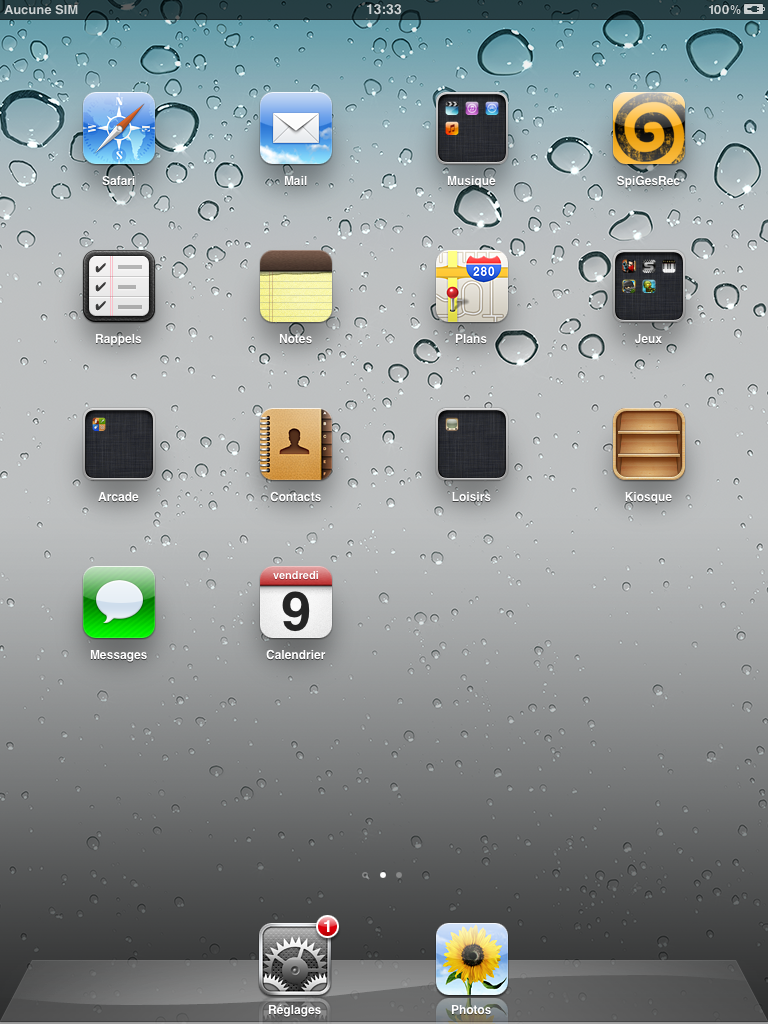 Aucune SIM 13:33 100%
Safari Mail Musique SpiGesRec
280
Rappels Notes Plans Jeux
Arcade Contacts Loisirs Kiosque
vendredi
9
Messages Calendrier
1
Réglages Photos